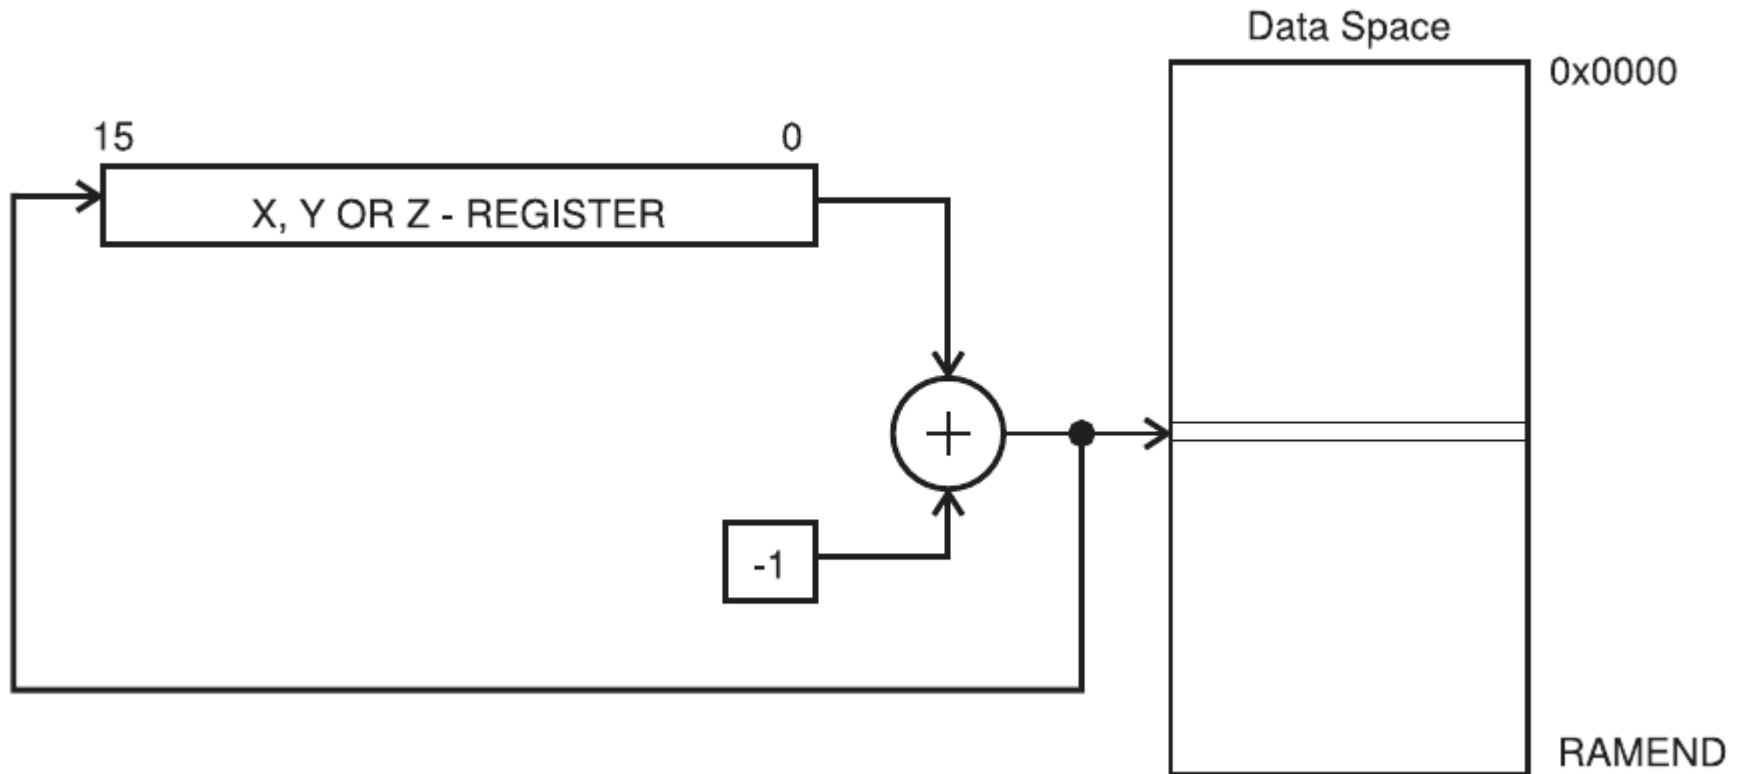 Data Space
0x0000
15
0
X, Y OR Z - REGISTER
+
-1
RAMEND